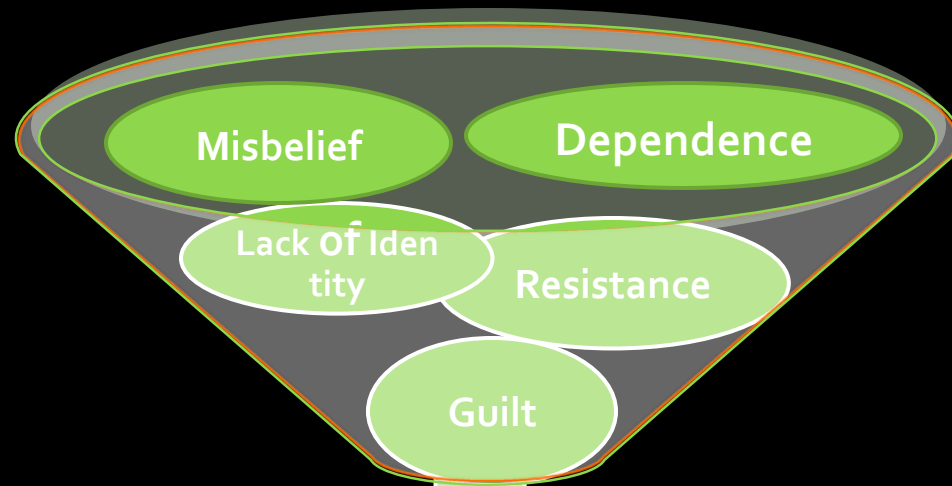 Misbelief
Dependence
Lack of Iden
tity
Resistance
Guilt